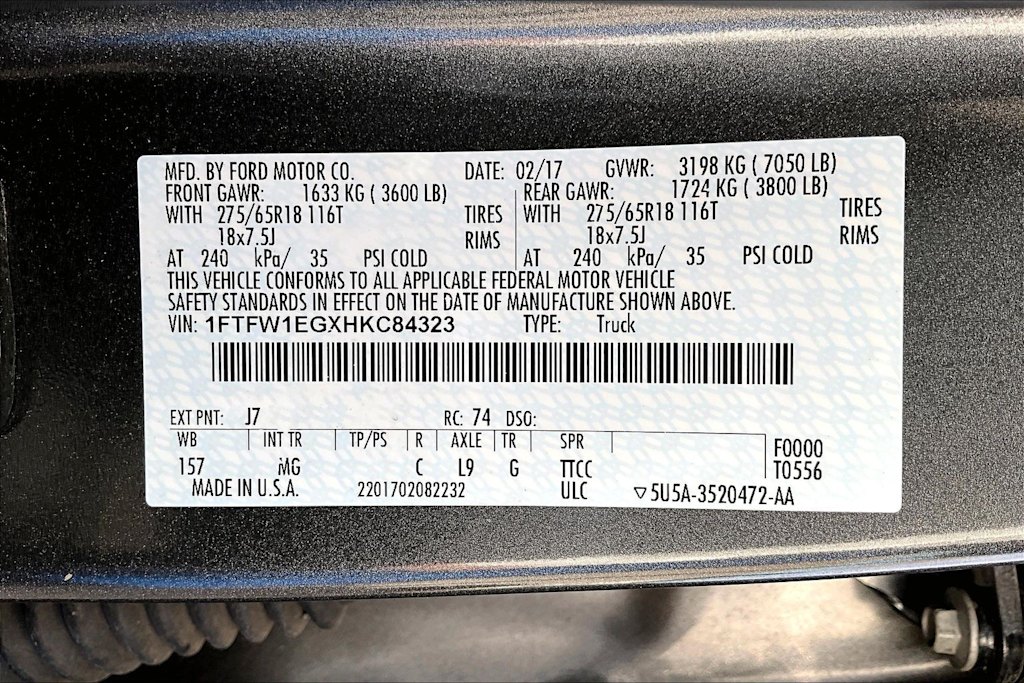 MFD. BY FORD MOTOR CO. DATE: 02/17 GVWR: 3198 KG ( 7050 LB)
FRONT GAWR: 1633 KG ( 3600 LB) REAR GAWR: 1724 KG ( 3800 LB)
WITH 275/65R18 116T TIRES WITH 275/65R18 116T TIRES
18x7.5J RIMS 18x7.5J RIMS
AT 240 kPa/ 35 PSI COLD AT 240 kPa/ 35 PSI COLD
THIS VEHICLE CONFORMS TO ALL APPLICABLE FEDERAL MOTOR VEHICLE
SAFETY STANDARDS IN EFFECT ON THE DATE OF MANUFACTURE SHOWN ABOVE.
VIN: 1FTFW1EGXHKC84323 TYPE: Truck
EXT PNT: J7 RC: 74 DSO:
WB INT TR TP/PS R AXLE TR SPR F0000
157 MG C L9 G TTCC T0556
MADE IN U.S.A. 2201702082232 ULC ▽5U5A-3520472-AA